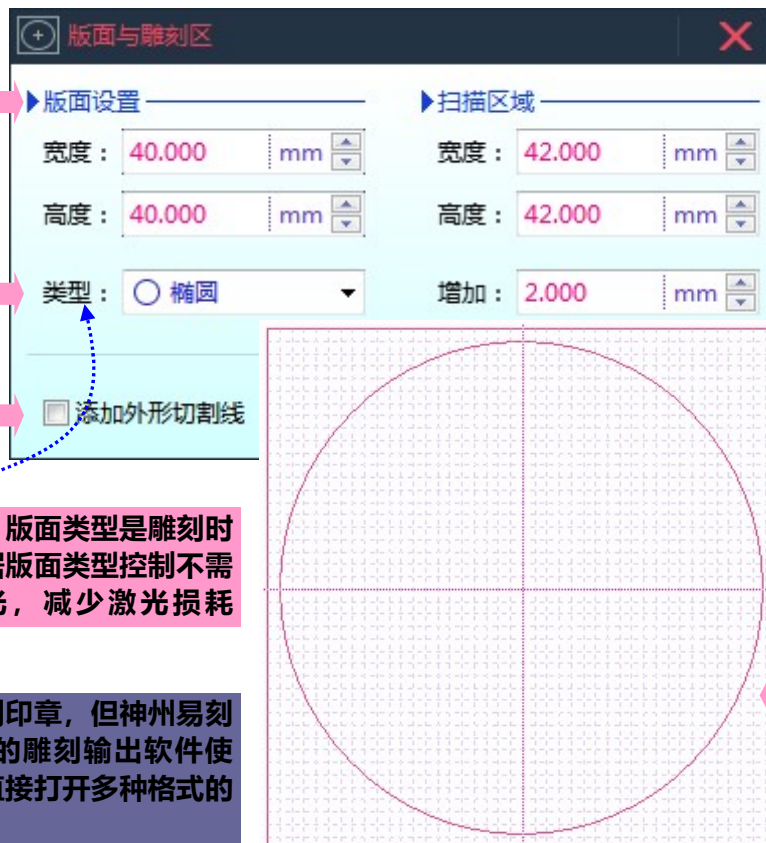 版面与雕刻区
版面设置
宽度：40.000 mm
高度：40.000 mm
类型：椭圆
添加外形切割线
扫描区域
宽度：42.000 mm
高度：42.000 mm
增加：2.000 mm
版面类型是雕刻时
版面类型控制不需
，减少激光损耗
印章，但神州易刻
的雕刻输出软件使
直接打开多种格式的